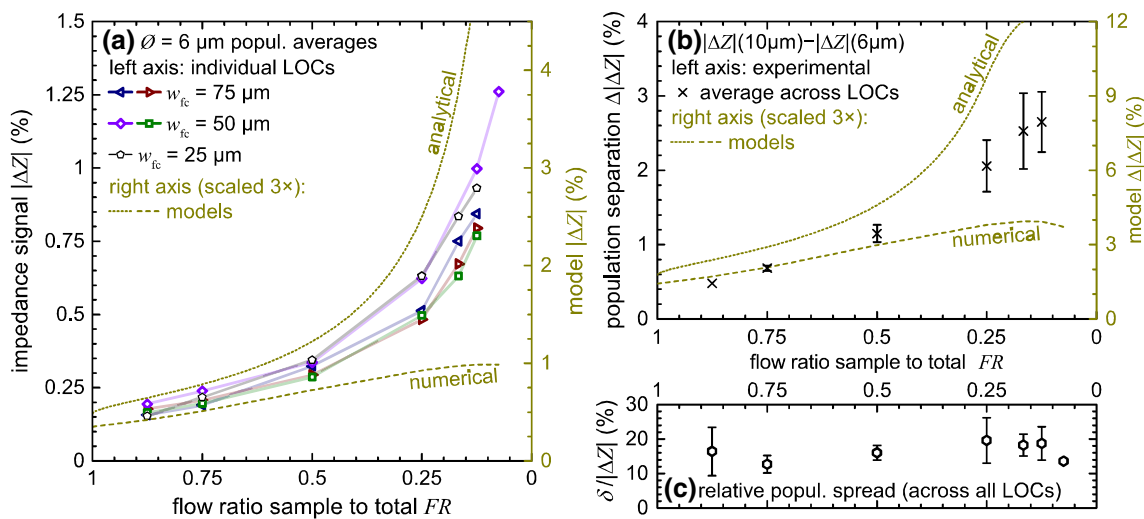 (a) Ø = 6 µm popul. averages
left axis: individual LOCs
w_fc = 75 µm
w_fc = 50 µm
w_fc = 25 µm
right axis (scaled 3×):
models
analytical
numerical
impedance signal |ΔZ| (%)
1.5
1.25
1
0.75
0.5
0.25
0
4
3
2
1
0
model |ΔZ| (%)
1 0.75 0.5 0.25 0
flow ratio sample to total FR
(b) |ΔZ|(10µm)−|ΔZ|(6µm)
left axis: experimental
average across LOCs
right axis (scaled 3×):
models
analytical
numerical
population separation Δ|ΔZ| (%)
4
3
2
1
0
12
9
6
3
0
model Δ|ΔZ| (%)
1 0.75 0.5 0.25 0
flow ratio sample to total FR
1 0.75 0.5 0.25 0
δ/|ΔZ| (%)
30
20
10
0
(c) relative popul. spread (across all LOCs)